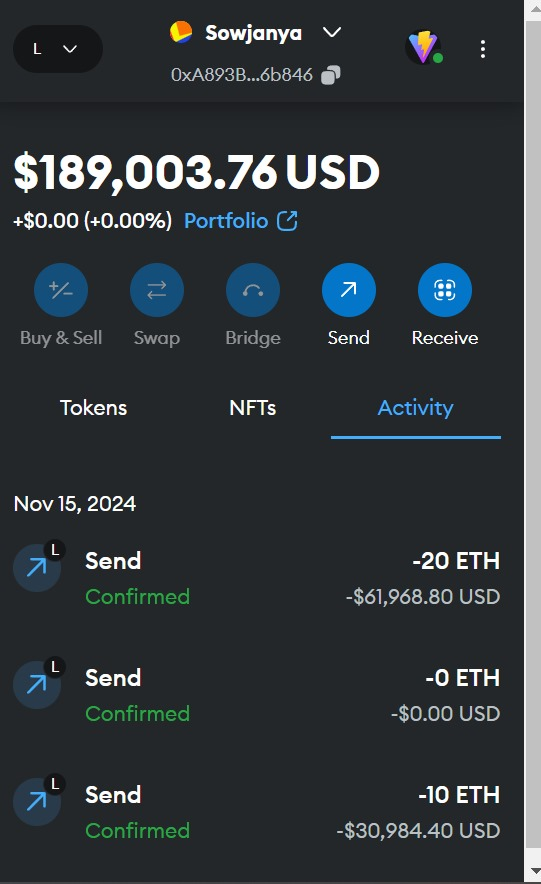 L
Sowjanya
0xA893B...6b846
$189,003.76 USD
+$0.00 (+0.00%) Portfolio
Buy & Sell Swap Bridge Send Receive
Tokens NFTs Activity
Nov 15, 2024
L
Send -20 ETH
Confirmed -$61,968.80 USD
L
Send -0 ETH
Confirmed -$0.00 USD
L
Send -10 ETH
Confirmed -$30,984.40 USD